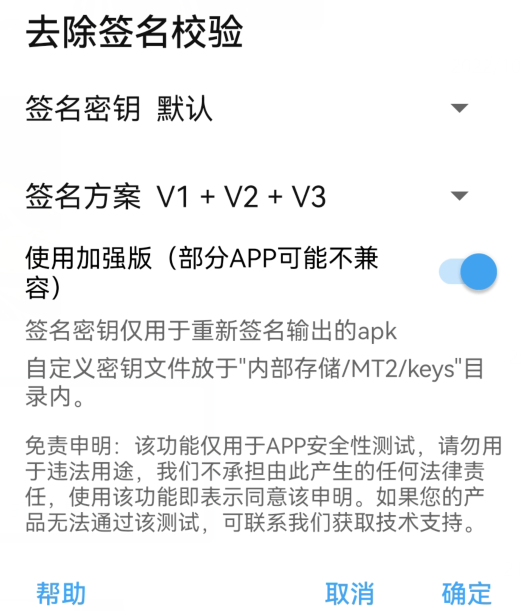 去除签名校验
签名密钥 默认
签名方案 V1 + V2 + V3
使用加强版（部分APP可能不兼
容）
签名密钥仅用于重新签名输出的apk
自定义密钥文件放于"内部存储/MT2/keys"目
录内。
免责申明：该功能仅用于APP安全性测试，请勿用
于违法用途，我们不承担由此产生的任何法律责
任，使用该功能即表示同意该申明。如果您的产
品无法通过该测试，可联系我们获取技术支持。
帮助 取消 确定